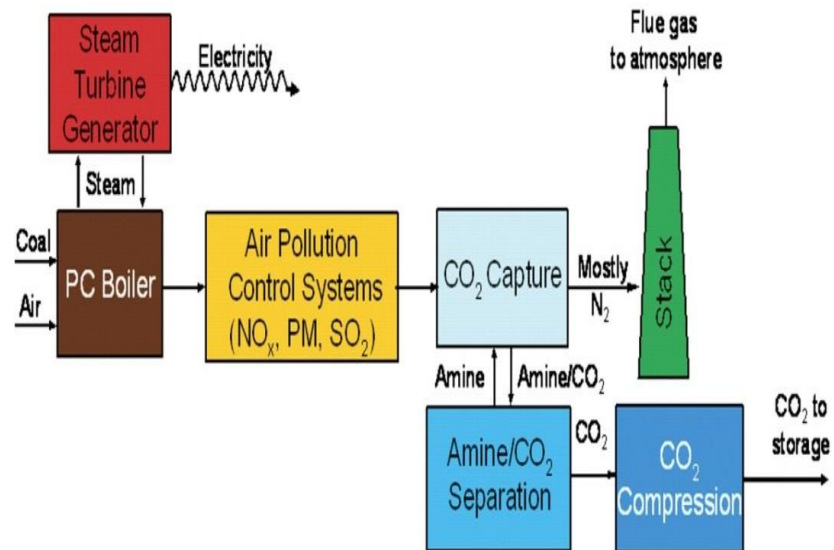 Steam
Turbine
Generator
Electricity
Flue gas
to atmosphere
Steam
Coal
Air
PC Boiler
Air Pollution
Control Systems
(NOₓ, PM, SO₂)
CO₂ Capture
Mostly
N₂
Stack
Amine
Amine/CO₂
Amine/CO₂
Separation
CO₂
CO₂
Compression
CO₂ to
storage